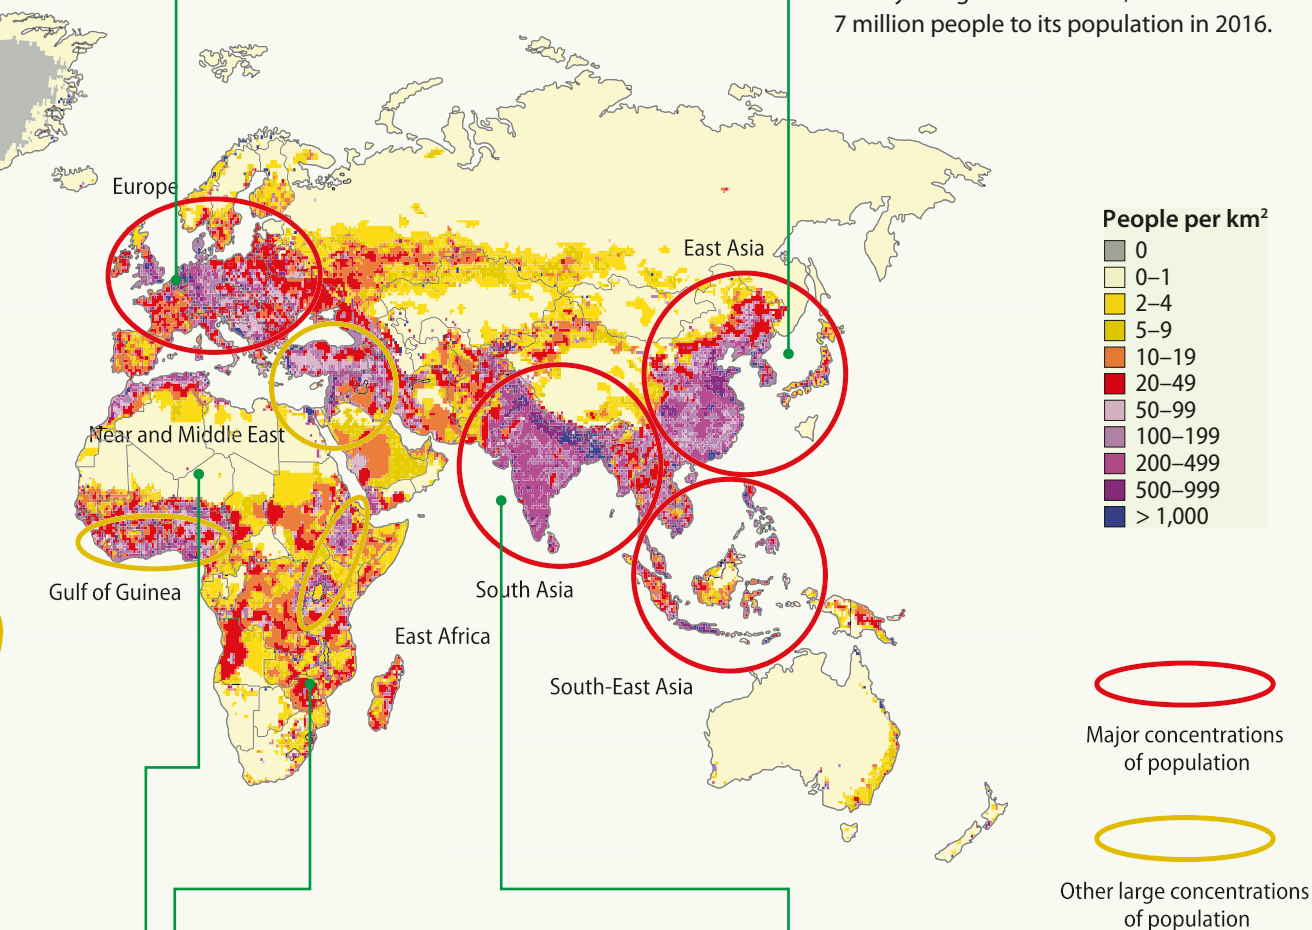 7 million people to its population in 2016.
Europe
East Asia
People per km²
0
0–1
2–4
5–9
10–19
20–49
50–99
100–199
200–499
500–999
> 1,000
Near and Middle East
Gulf of Guinea
South Asia
East Africa
South-East Asia
Major concentrations
of population
Other large concentrations
of population